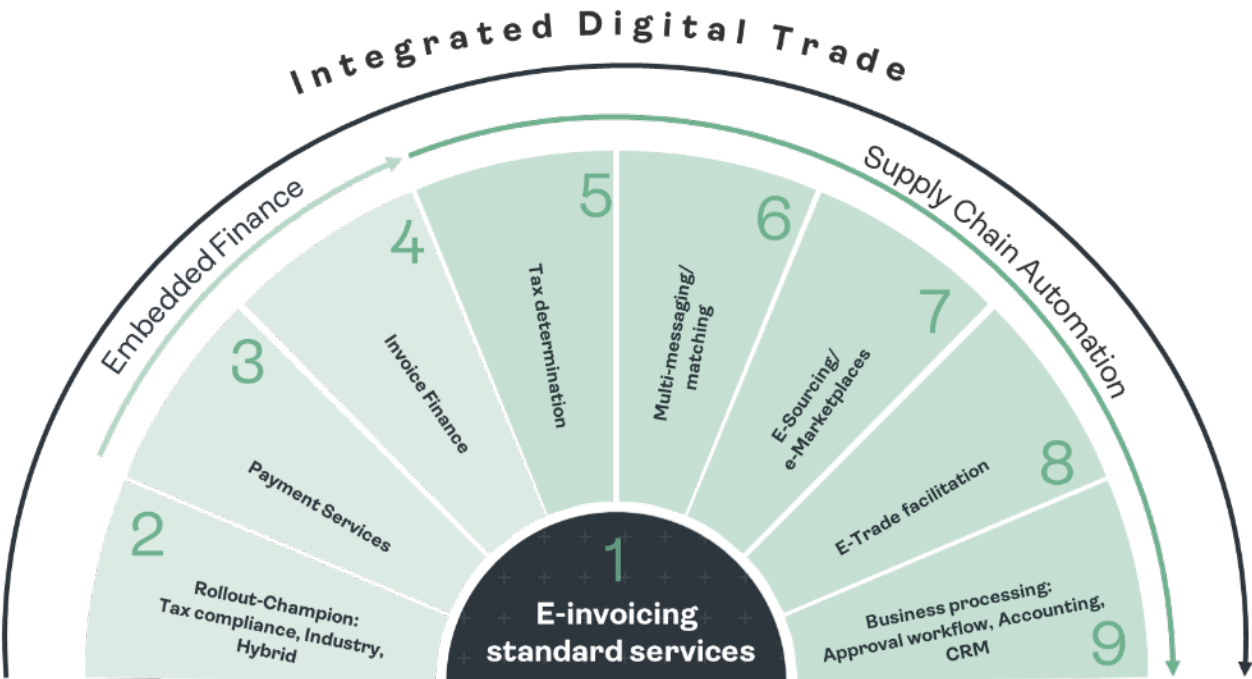 Integrated Digital Trade
Embedded Finance
Supply Chain Automation
1
E-invoicing
standard services
2
Rollout-Champion:
Tax compliance, Industry,
Hybrid
3
Payment Services
4
Invoice Finance
5
Tax determination
6
Multi-messaging/
matching
7
E-Sourcing/
e-Marketplaces
8
E-Trade facilitation
9
Business processing:
Approval workflow, Accounting,
CRM